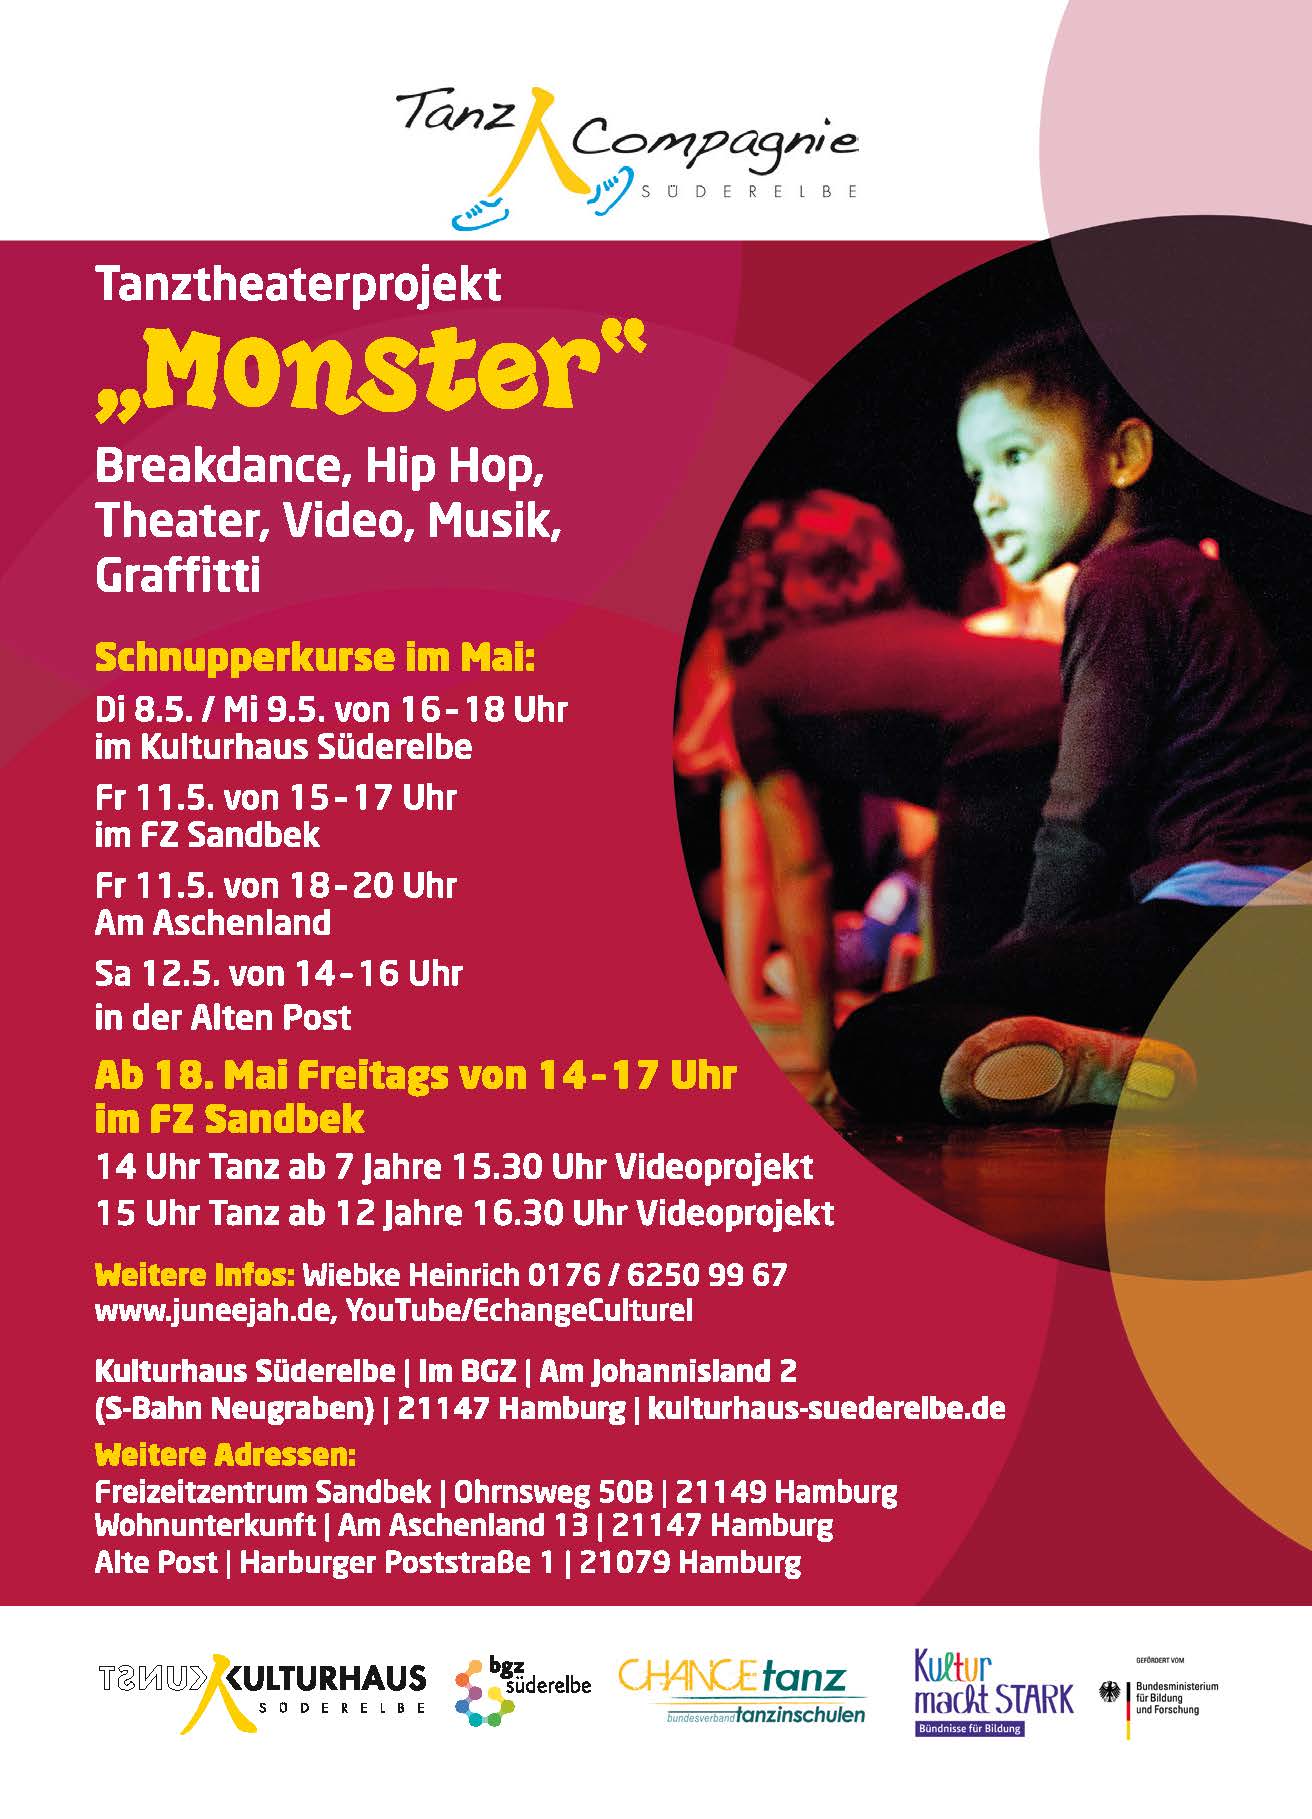 Tanz Compagnie
SÜDERELBE
Tanztheaterprojekt
„Monster“
Breakdance, Hip Hop,
Theater, Video, Musik,
Graffitti
Schnupperkurse im Mai:
Di 8.5. / Mi 9.5. von 16 – 18 Uhr
im Kulturhaus Süderelbe
Fr 11.5. von 15 – 17 Uhr
im FZ Sandbek
Fr 11.5. von 18 – 20 Uhr
Am Aschenland
Sa 12.5. von 14 – 16 Uhr
in der Alten Post
Ab 18. Mai Freitags von 14 – 17 Uhr
im FZ Sandbek
14 Uhr Tanz ab 7 Jahre 15.30 Uhr Videoprojekt
15 Uhr Tanz ab 12 Jahre 16.30 Uhr Videoprojekt
Weitere Infos: Wiebke Heinrich 0176 / 6250 99 67
www.juneejah.de, YouTube/EchangeCulturel
Kulturhaus Süderelbe | Im BGZ | Am Johannisland 2
(S-Bahn Neugraben) | 21147 Hamburg | kulturhaus-suederelbe.de
Weitere Adressen:
Freizeitzentrum Sandbek | Ohrnsweg 50B | 21149 Hamburg
Wohnunterkunft | Am Aschenland 13 | 21147 Hamburg
Alte Post | Harburger Poststraße 1 | 21079 Hamburg
KUNST KULTURHAUS
SÜDERELBE
bgz
süderelbe
CHANCE tanz
bundesverband tanzinschulen
Kultur
macht STARK
Bündnisse für Bildung
GEFÖRDERT VOM
Bundesministerium
für Bildung
und Forschung